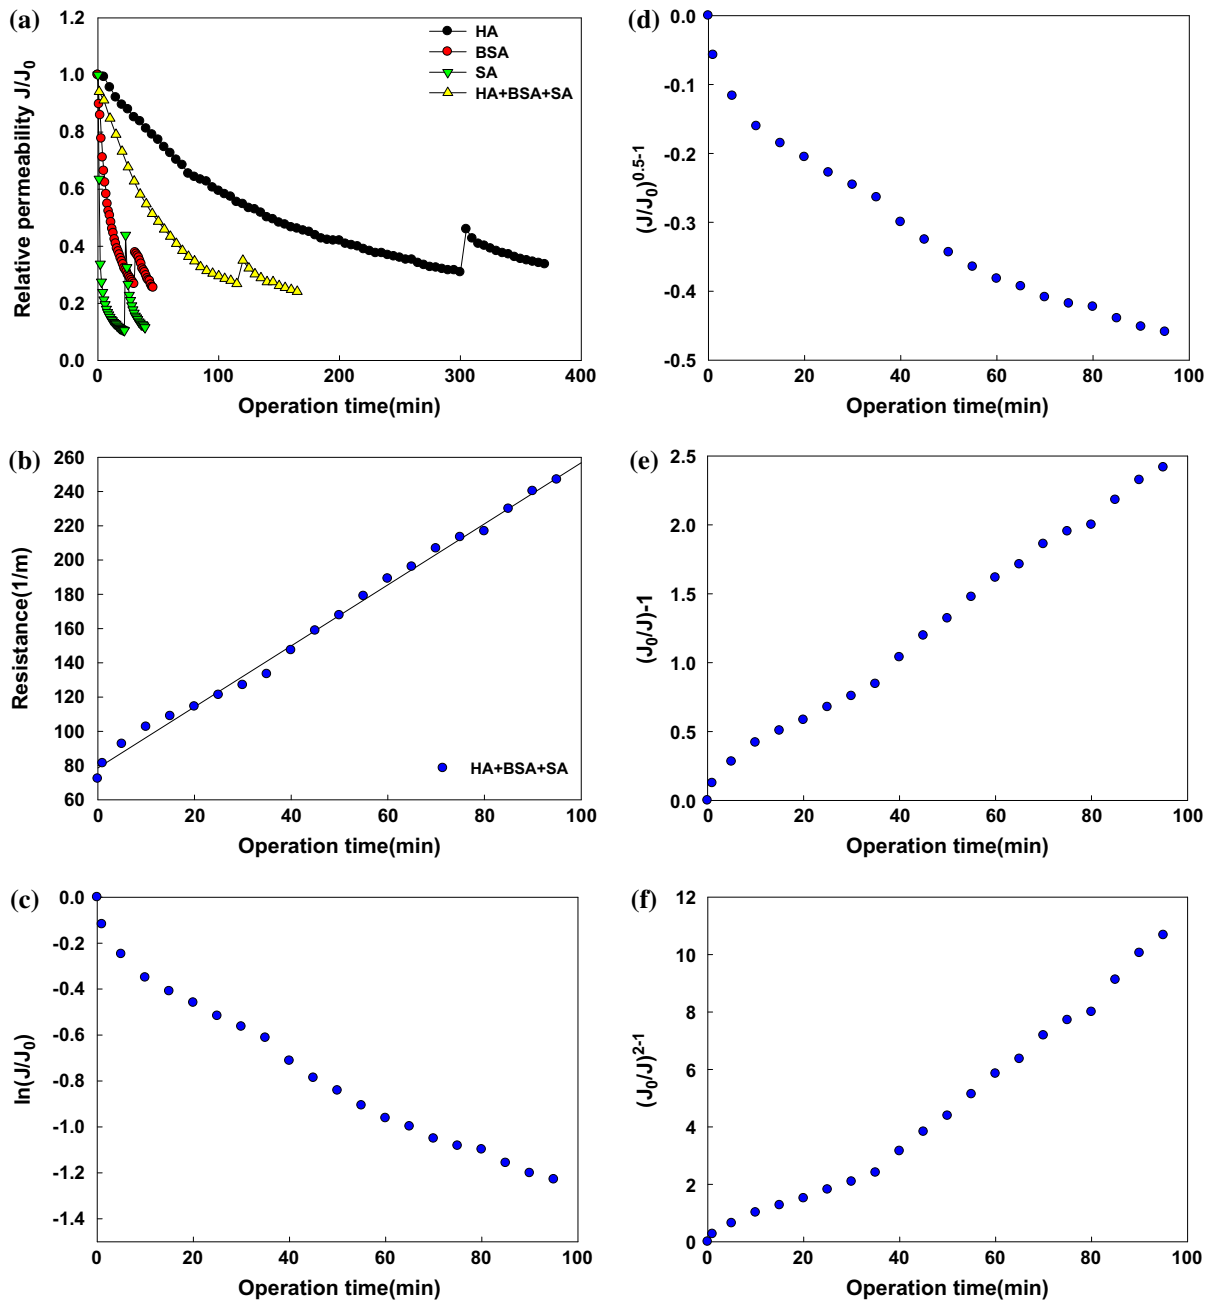 (a)
1.2
1.0
0.8
0.6
0.4
0.2
0.0
Relative permeability J/J0
HA
BSA
SA
HA+BSA+SA
0 100 200 300 400
Operation time(min)
(d)
0.0
-0.1
-0.2
-0.3
-0.4
-0.5
(J/J0)0.5-1
0 20 40 60 80 100
Operation time(min)
(b)
260
240
220
200
180
160
140
120
100
80
60
Resistance(1/m)
HA+BSA+SA
0 20 40 60 80 100
Operation time(min)
(e)
2.5
2.0
1.5
1.0
0.5
0.0
(J0/J)-1
0 20 40 60 80 100
Operation time(min)
(c)
0.0
-0.2
-0.4
-0.6
-0.8
-1.0
-1.2
-1.4
ln(J/J0)
0 20 40 60 80 100
Operation time(min)
(f)
12
10
8
6
4
2
0
(J0/J)2-1
0 20 40 60 80 100
Operation time(min)